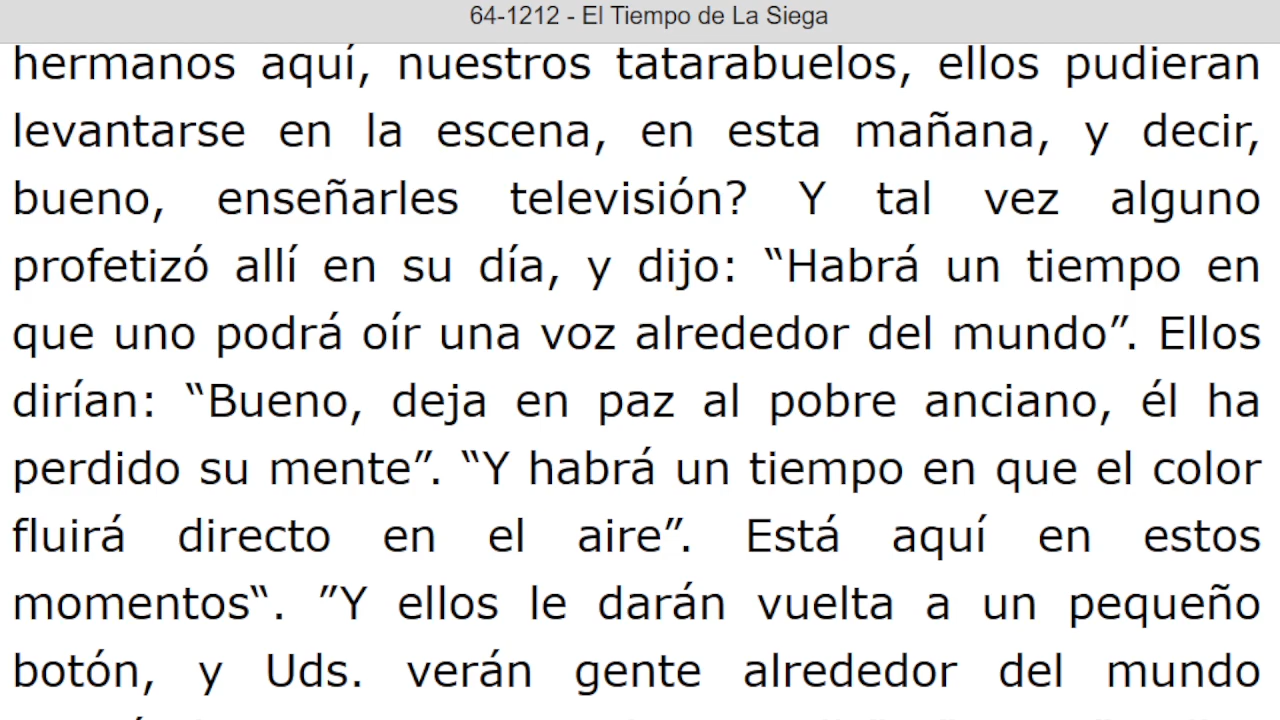 64-1212 - El Tiempo de La Siega
hermanos aquí, nuestros tatarabuelos, ellos pudieran
levantarse en la escena, en esta mañana, y decir,
bueno, enseñarles televisión? Y tal vez alguno
profetizó allí en su día, y dijo: “Habrá un tiempo en
que uno podrá oír una voz alrededor del mundo”. Ellos
dirían: “Bueno, deja en paz al pobre anciano, él ha
perdido su mente”. “Y habrá un tiempo en que el color
fluirá directo en el aire”. Está aquí en estos
momentos“. ”Y ellos le darán vuelta a un pequeño
botón, y Uds. verán gente alrededor del mundo